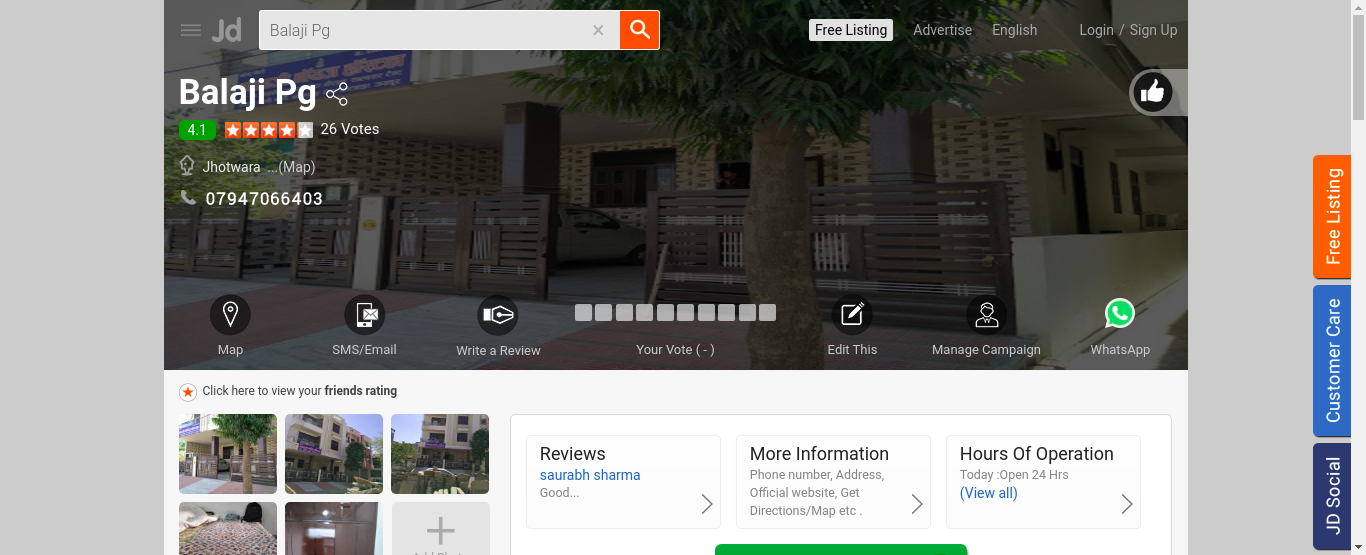 Jd
Balaji Pg
Free Listing
Advertise
English
Login / Sign Up
Balaji Pg
4.1
26 Votes
Jhotwara ...(Map)
07947066403
Map
SMS/Email
Write a Review
Your Vote ( - )
Edit This
Manage Campaign
WhatsApp
Click here to view your friends rating
Reviews
saurabh sharma
Good...
More Information
Phone number, Address,
Official website, Get
Directions/Map etc .
Hours Of Operation
Today :Open 24 Hrs
(View all)
Free Listing
Customer Care
JD Social